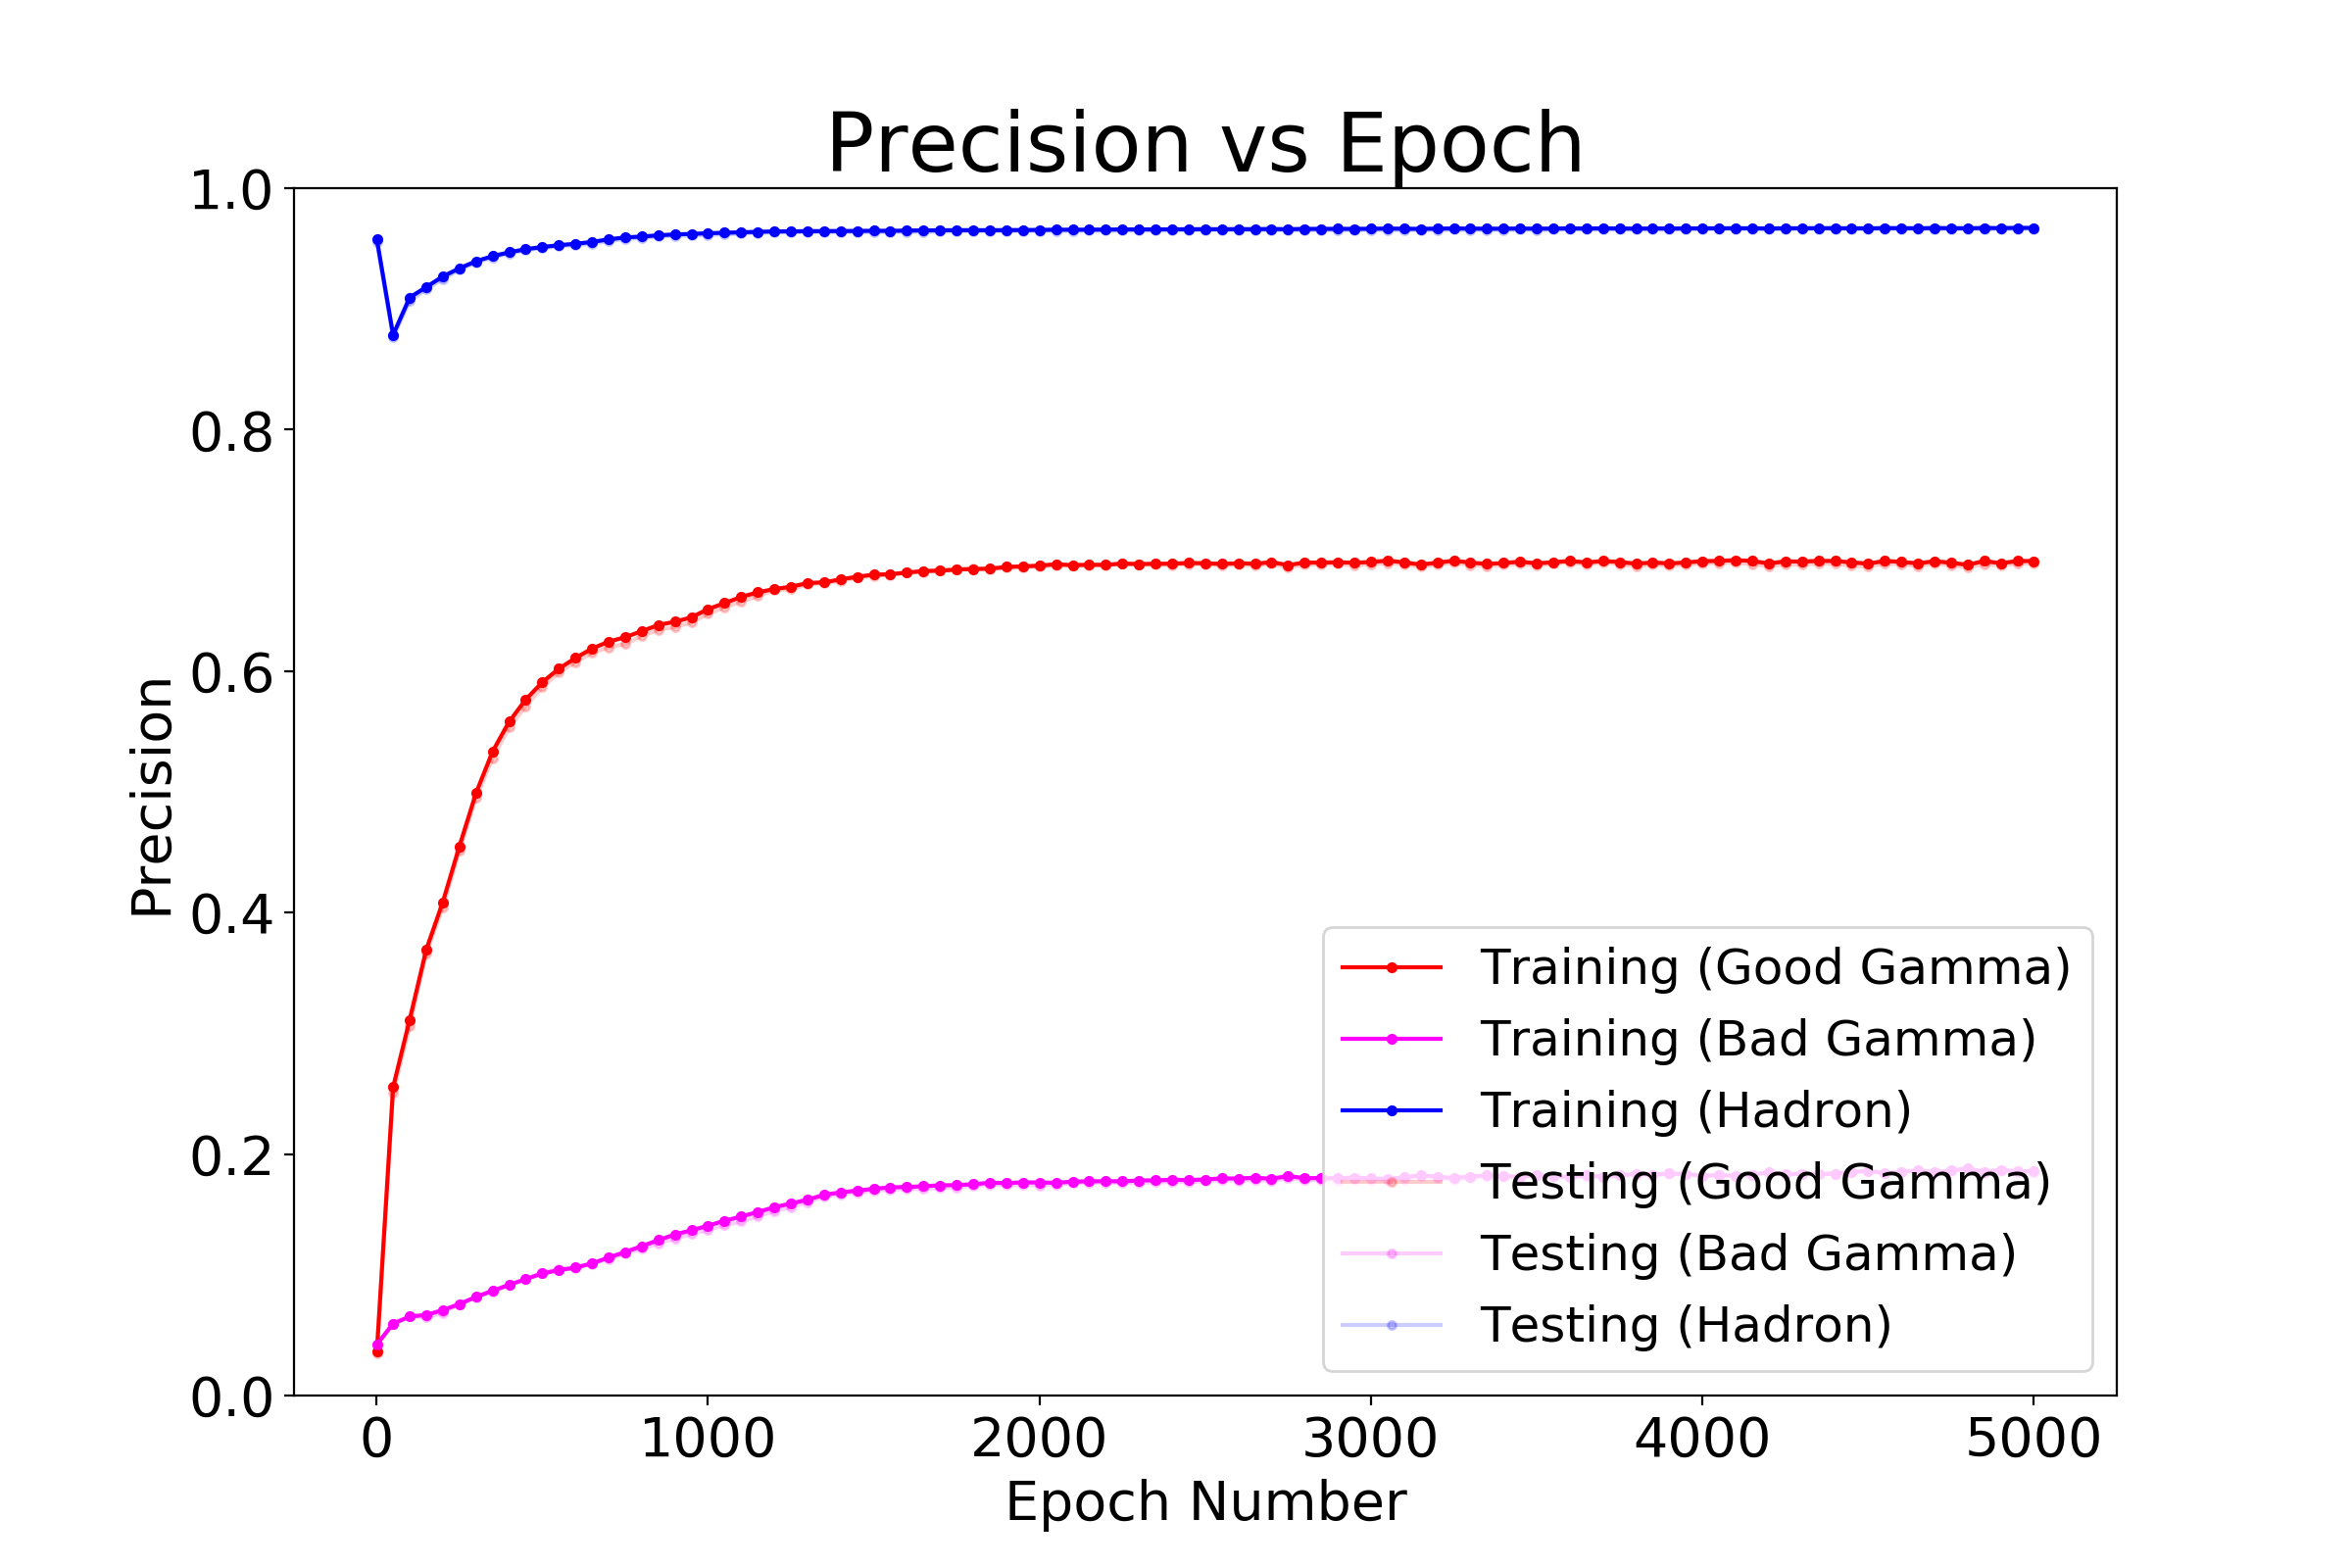 Precision vs Epoch
1.0
0.8
0.6
0.4
0.2
0.0
Precision
Training (Good Gamma)
Training (Bad Gamma)
Training (Hadron)
Testing (Good Gamma)
Testing (Bad Gamma)
Testing (Hadron)
0 1000 2000 3000 4000 5000
Epoch Number